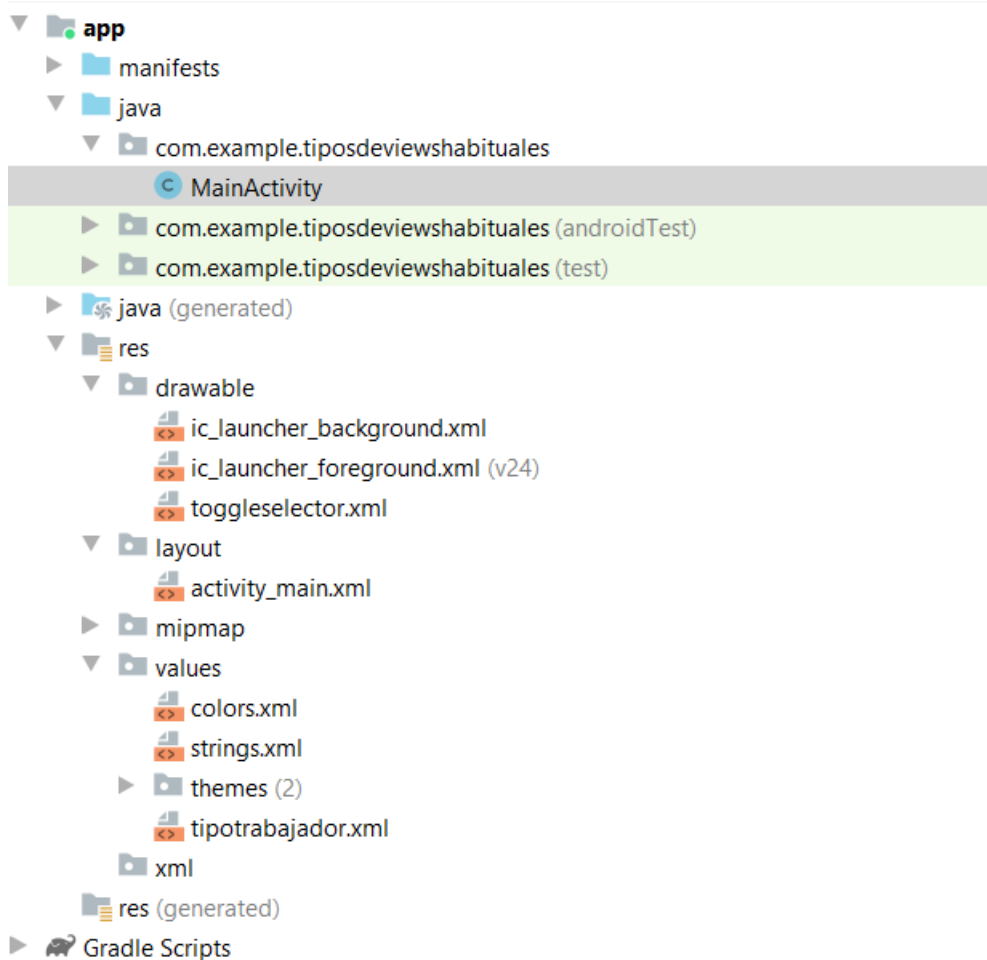 app
manifests
java
com.example.tiposdeviewshabituales
C MainActivity
com.example.tiposdeviewshabituales (androidTest)
com.example.tiposdeviewshabituales (test)
java (generated)
res
drawable
ic_launcher_background.xml
ic_launcher_foreground.xml (v24)
toggleselector.xml
layout
activity_main.xml
mipmap
values
colors.xml
strings.xml
themes (2)
tipotrabajador.xml
xml
res (generated)
Gradle Scripts